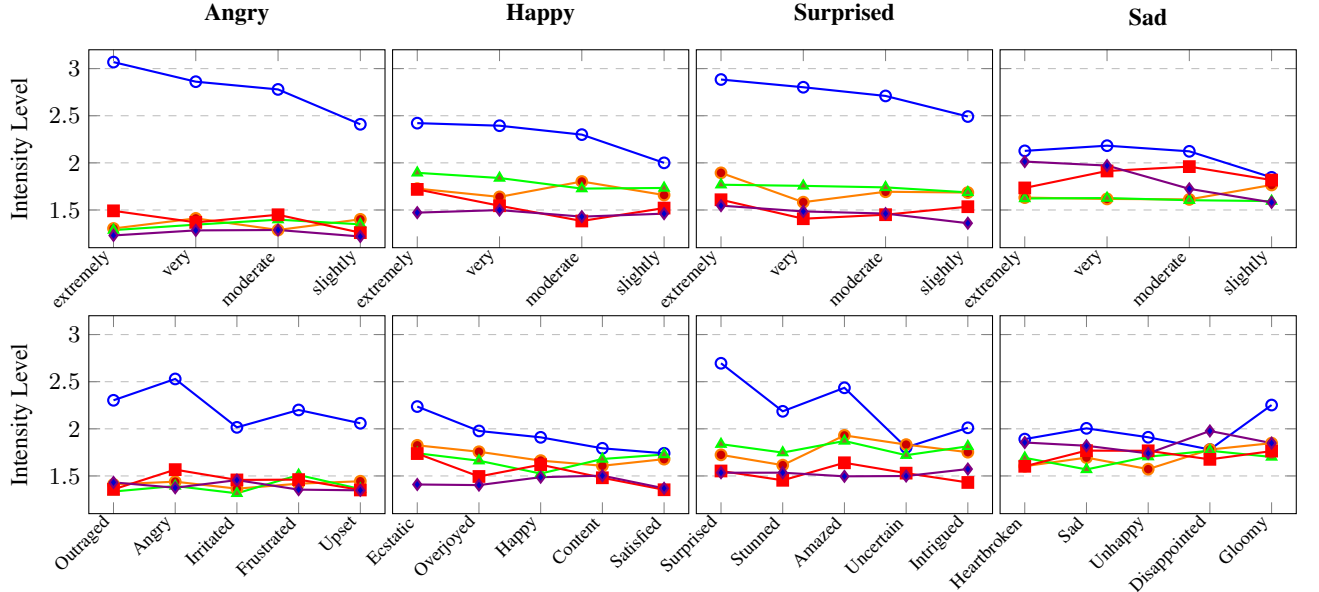 Angry Happy Surprised Sad
Intensity Level
3
2.5
2
1.5
extremely very moderate slightly extremely very moderate slightly extremely very moderate slightly extremely very moderate slightly
Intensity Level
3
2.5
2
1.5
Outraged Angry Irritated Frustrated Upset Ecstatic Overjoyed Happy Content Satisfied Surprised Stunned Amazed Uncertain Intrigued Heartbroken Sad Unhappy Disappointed Gloomy